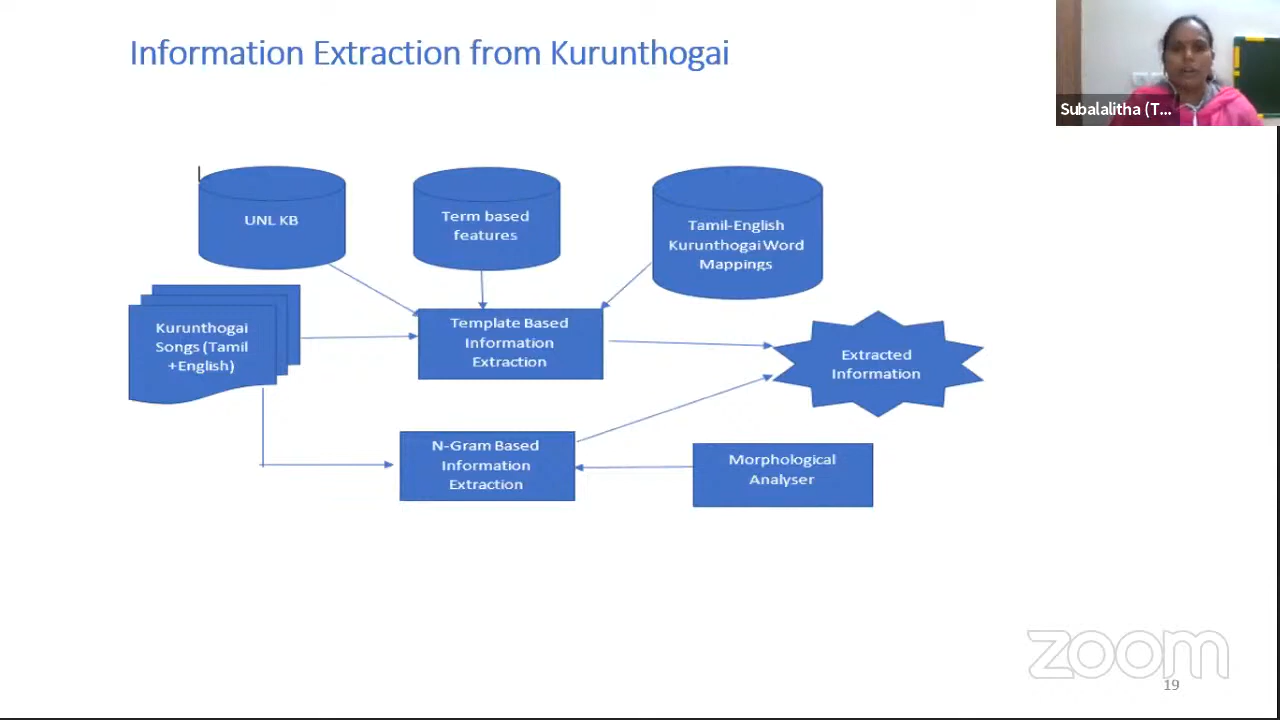 Information Extraction from Kurunthogai
Subalalitha (T...
UNL KB
Term based
features
Tamil-English
Kurunthogai Word
Mappings
Kurunthogai
Songs (Tamil
+English)
Template Based
Information
Extraction
Extracted
Information
N-Gram Based
Information
Extraction
Morphological
Analyser
zoom
19